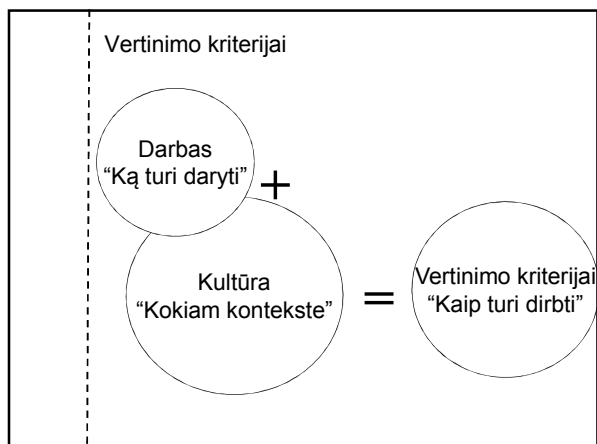 Vertinimo kriterijai
Darbas
“Ką turi daryti”
+
Kultūra
“Kokiam kontekste”
=
Vertinimo kriterijai
“Kaip turi dirbti”